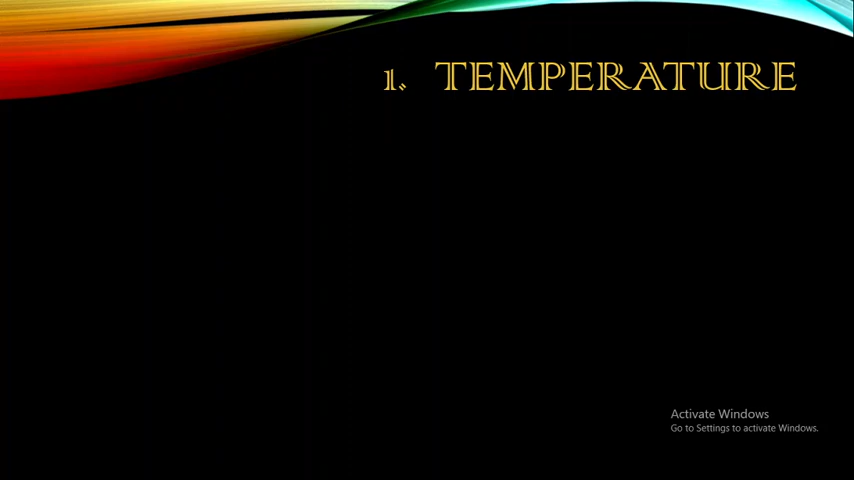 1. TEMPERATURE
Activate Windows
Go to Settings to activate Windows.